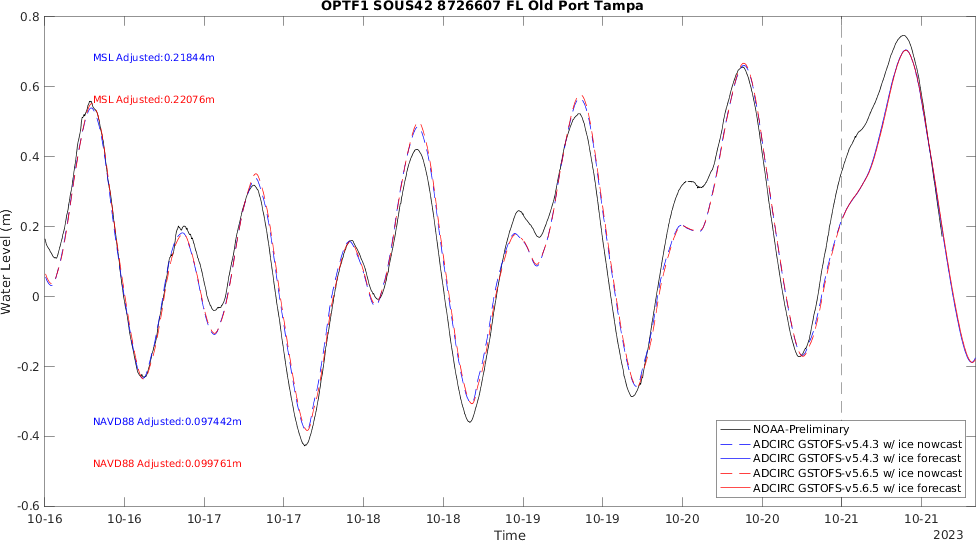 OPTF1 SOUS42 8726607 FL Old Port Tampa
0.8
0.6
0.4
0.2
0
-0.2
-0.4
-0.6
Water Level (m)
MSL Adjusted:0.21844m
MSL Adjusted:0.22076m
NAVD88 Adjusted:0.097442m
NAVD88 Adjusted:0.099761m
NOAA-Preliminary
ADCIRC GSTOFS-v5.4.3 w/ ice nowcast
ADCIRC GSTOFS-v5.4.3 w/ ice forecast
ADCIRC GSTOFS-v5.6.5 w/ ice nowcast
ADCIRC GSTOFS-v5.6.5 w/ ice forecast
10-16 10-16 10-17 10-17 10-18 10-18 10-19 10-19 10-20 10-20 10-21 10-21
Time
2023